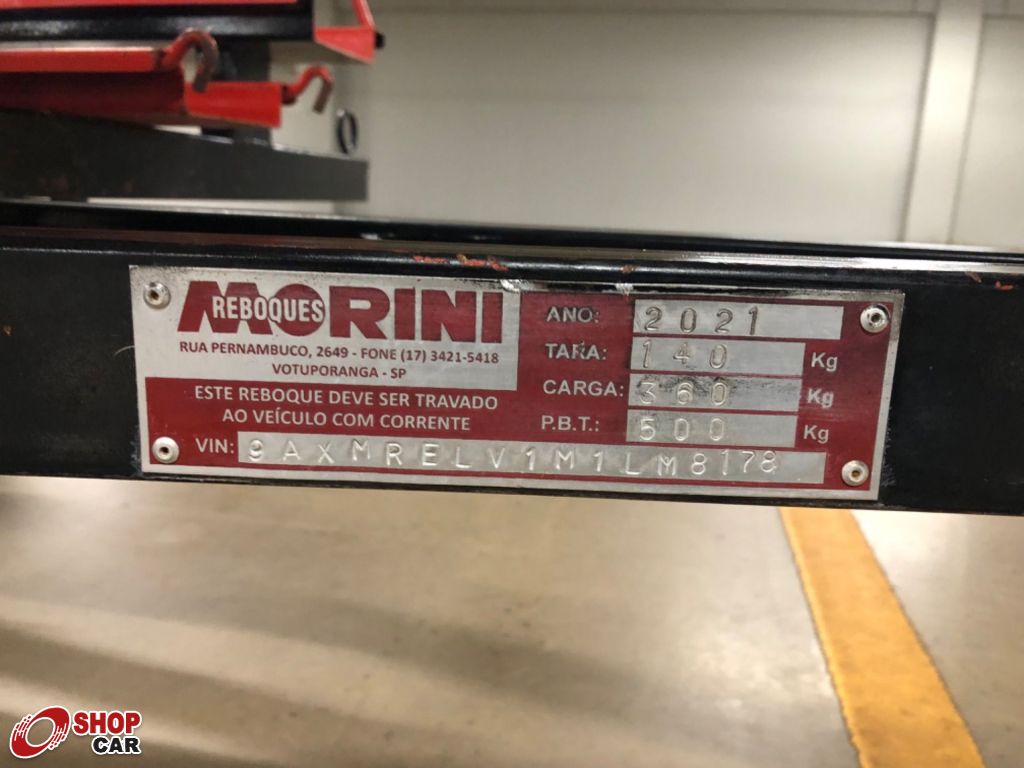 REBOQUES
MORINI
RUA PERNAMBUCO, 2649 - FONE (17) 3421-5418
VOTUPORANGA - SP
ESTE REBOQUE DEVE SER TRAVADO
AO VEÍCULO COM CORRENTE
ANO: 2021
TARA: 140 Kg
CARGA: 360 Kg
P.B.T.: 500 Kg
VIN: 9AXMRELV1M1LM8178
SHOP
CAR